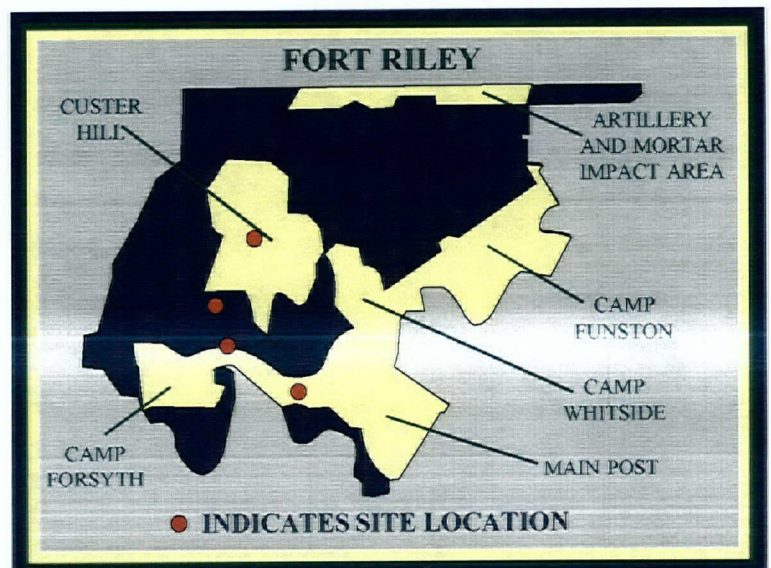 FORT RILEY
CUSTER
HILL
ARTILLERY
AND MORTAR
IMPACT AREA
CAMP
FUNSTON
CAMP
WHITSIDE
CAMP
FORSYTH
MAIN POST
INDICATES SITE LOCATION